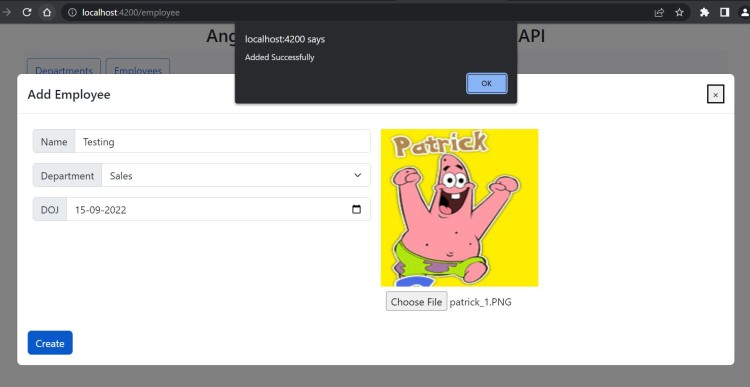 localhost:4200/employee
Ang API
localhost:4200 says
Added Successfully
OK
Departments Employees
Add Employee
×
Name Testing
Department Sales
DOJ 15-09-2022
Patrick
Choose File patrick_1.PNG
Create